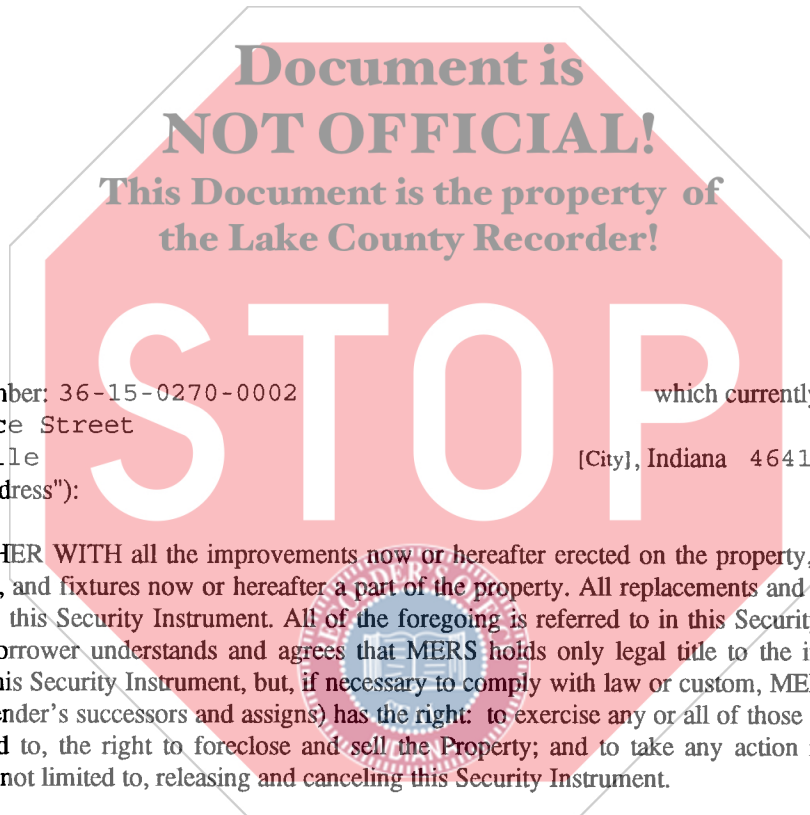 Document is
NOT OFFICIAL!
This Document is the property of
the Lake County Recorder!
STOP
nber: 36-15-0270-0002 which currently
ce Street
lle [City], Indiana 4641
dress"):
HER WITH all the improvements now or hereafter erected on the property,
, and fixtures now or hereafter a part of the property. All replacements and
this Security Instrument. All of the foregoing is referred to in this Security
orrower understands and agrees that MERS holds only legal title to the i
his Security Instrument, but, if necessary to comply with law or custom, ME
ender's successors and assigns) has the right: to exercise any or all of those
d to, the right to foreclose and sell the Property; and to take any action
not limited to, releasing and canceling this Security Instrument.